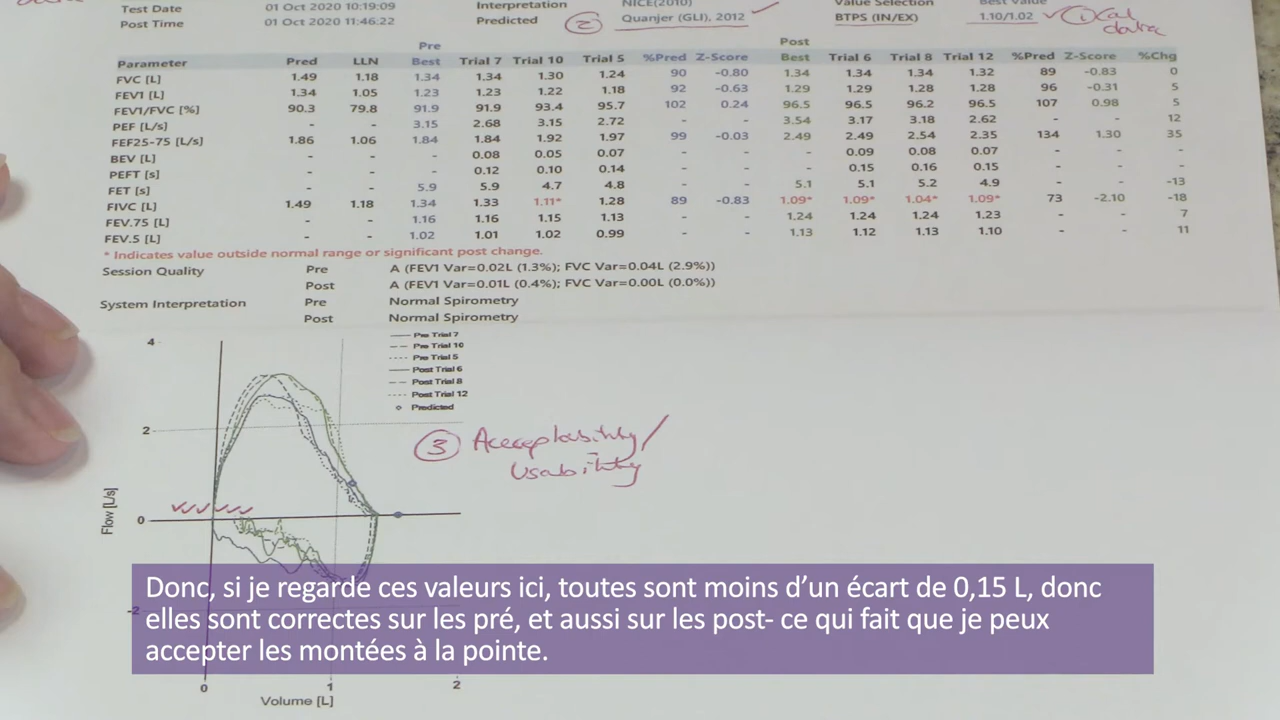 Test Date 01 Oct 2020 10:19:09 Interpretation NICE(2010) Value Selection Best Value
Post Time 01 Oct 2020 11:46:22 Predicted ② Quanjer (GLI), 2012 BTPS (IN/EX) 1.10/1.02 ① Cal
Pre Post
Parameter Pred LLN Best Trial 7 Trial 10 Trial 5 %Pred Z-Score Best Trial 6 Trial 8 Trial 12 %Pred Z-Score %Chg
FVC [L] 1.49 1.18 1.34 1.34 1.30 1.24 90 -0.80 1.34 1.34 1.34 1.32 89 -0.83 0
FEV1 [L] 1.34 1.05 1.23 1.23 1.22 1.18 92 -0.63 1.29 1.29 1.28 1.28 96 -0.31 5
FEV1/FVC [%] 90.3 79.8 91.9 91.9 93.4 95.7 102 0.24 96.5 96.5 96.2 96.5 107 0.98 5
PEF [L/s] - - 3.15 2.68 3.15 2.72 - - 3.54 3.17 3.18 2.62 - - 12
FEF25-75 [L/s] 1.86 1.06 1.84 1.84 1.92 1.97 99 -0.03 2.49 2.49 2.54 2.35 134 1.30 35
BEV [L] - - - 0.08 0.05 0.07 - - - 0.09 0.08 0.07 - - -
PEFT [s] - - - 0.12 0.10 0.14 - - - 0.15 0.16 0.15 - - -
FET [s] - - 5.9 5.9 4.7 4.8 - - 5.1 5.1 5.2 4.9 - - -13
FIVC [L] 1.49 1.18 1.34 1.33 1.11* 1.28 89 -0.83 1.09* 1.09* 1.04* 1.09* 73 -2.10 -18
FEV.75 [L] - - 1.16 1.16 1.15 1.13 - - 1.24 1.24 1.24 1.23 - - 7
FEV.5 [L] - - 1.02 1.01 1.02 0.99 - - 1.13 1.12 1.13 1.10 - - 11
* Indicates value outside normal range or significant post change.
Session Quality Pre A (FEV1 Var=0.02L (1.3%); FVC Var=0.04L (2.9%))
Post A (FEV1 Var=0.01L (0.4%); FVC Var=0.00L (0.0%))
System Interpretation Pre Normal Spirometry
Post Normal Spirometry
Pre Trial 7
Pre Trial 10
Pre Trial 5
Post Trial 6
Post Trial 8
Post Trial 12
Predicted
4
2
0
-2
Flow [L/s]
③ Acceptability/
Usability
0 1 2
Volume [L]
Donc, si je regarde ces valeurs ici, toutes sont moins d’un écart de 0,15 L, donc
elles sont correctes sur les pré, et aussi sur les post- ce qui fait que je peux
accepter les montées à la pointe.